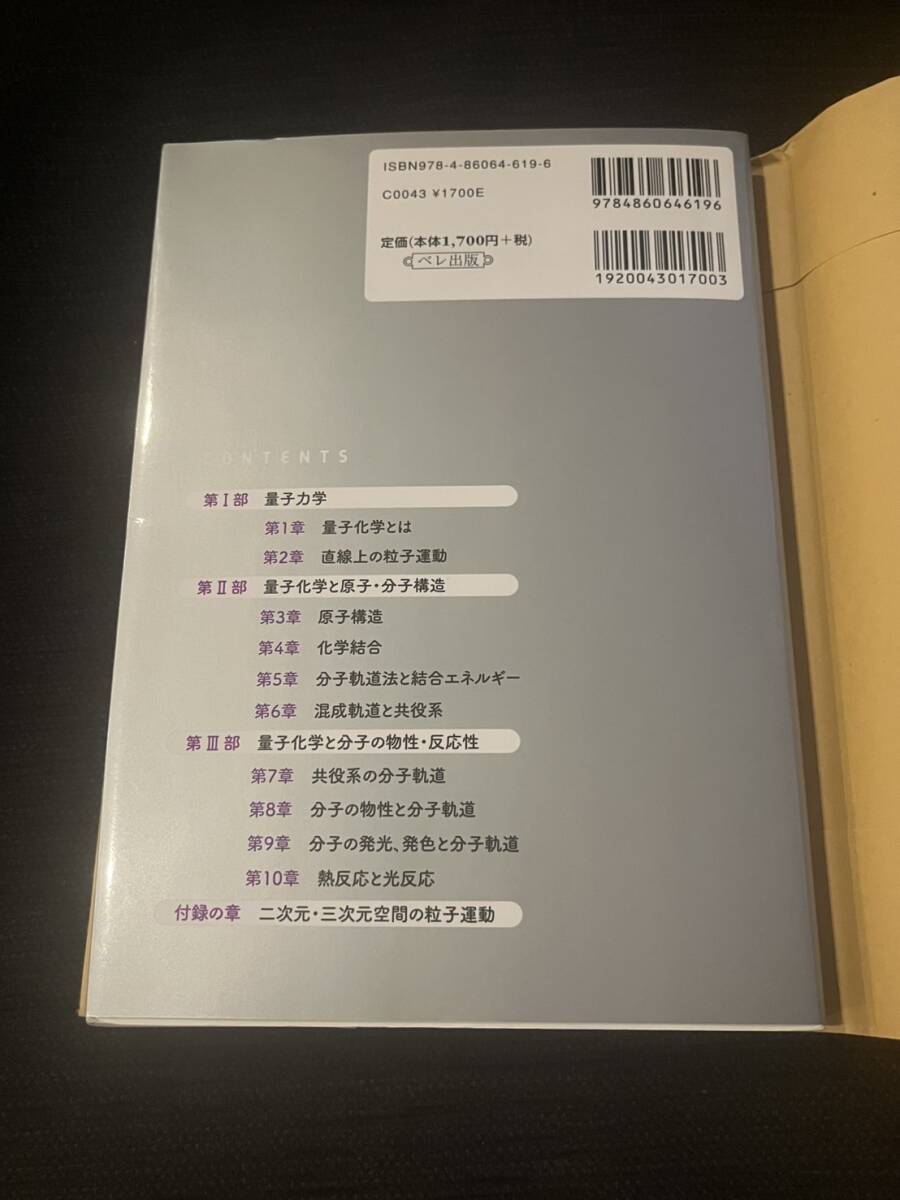 ISBN978-4-86064-619-6
C0043 ¥1700E
9784860646196
定価(本体1,700円+税)
ベレ出版
1920043017003
CONTENTS
第Ⅰ部 量子力学
第1章 量子化学とは
第2章 直線上の粒子運動
第Ⅱ部 量子化学と原子・分子構造
第3章 原子構造
第4章 化学結合
第5章 分子軌道法と結合エネルギー
第6章 混成軌道と共役系
第Ⅲ部 量子化学と分子の物性・反応性
第7章 共役系の分子軌道
第8章 分子の物性と分子軌道
第9章 分子の発光、発色と分子軌道
第10章 熱反応と光反応
付録の章 二次元・三次元空間の粒子運動